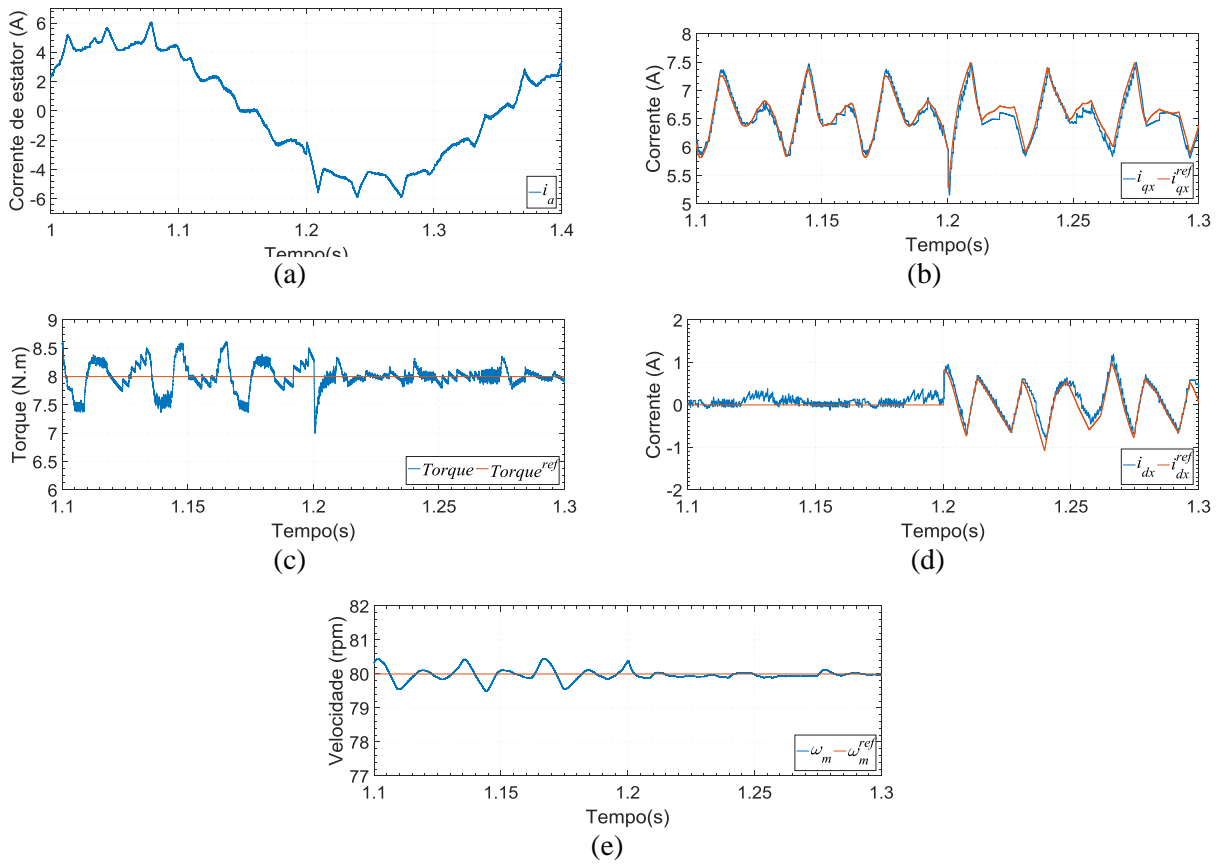 Corrente de estator (A)
6
4
2
0
-2
-4
-6
i_a
1
1.1
1.2
1.3
1.4
Tempo(s)
(a)
Corrente (A)
8
7.5
7
6.5
6
5.5
5
i_qx i_qx^ref
1.1
1.15
1.2
1.25
1.3
Tempo(s)
(b)
Torque (N.m)
9
8.5
8
7.5
7
6.5
6
Torque Torque^ref
1.1
1.15
1.2
1.25
1.3
Tempo(s)
(c)
Corrente (A)
2
1
0
-1
-2
i_dx i_dx^ref
1.1
1.15
1.2
1.25
1.3
Tempo(s)
(d)
Velocidade (rpm)
82
81
80
79
78
77
ω_m ω_m^ref
1.1
1.15
1.2
1.25
1.3
Tempo(s)
(e)